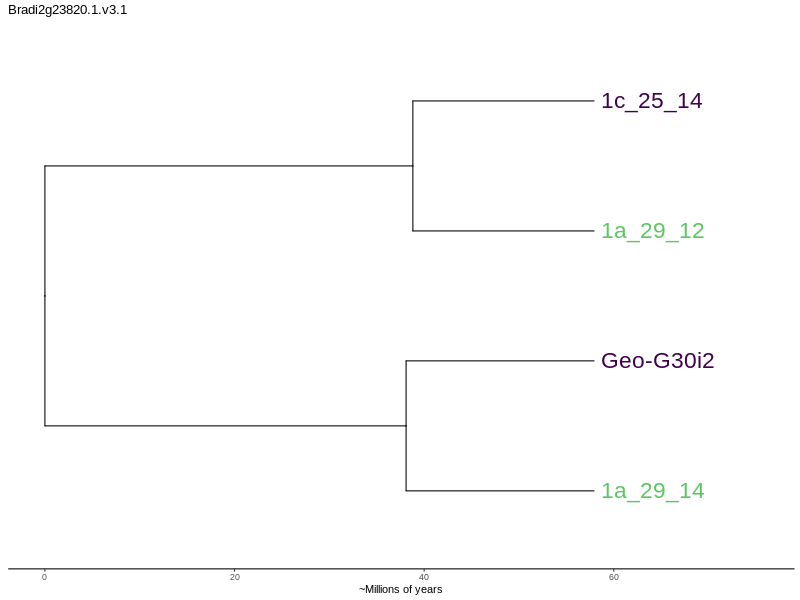 Bradi2g23820.1.v3.1
1c_25_14
1a_29_12
Geo-G30i2
1a_29_14
0 20 40 60
~Millions of years